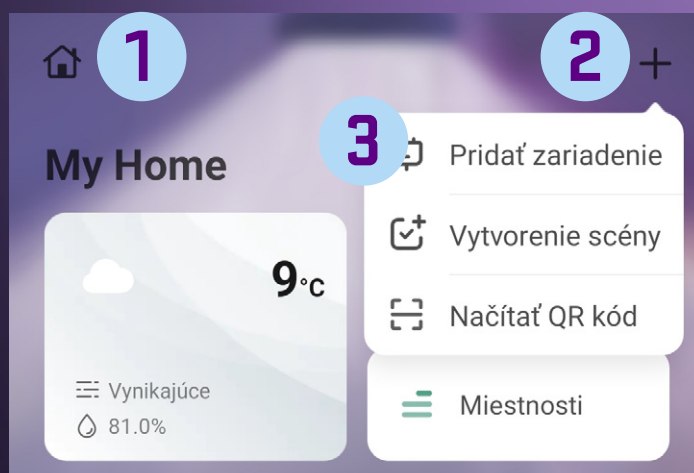 1
2
3
My Home
Pridať zariadenie
Vytvorenie scény
Načítať QR kód
9°C
Vynikajúce
81.0%
Miestnosti